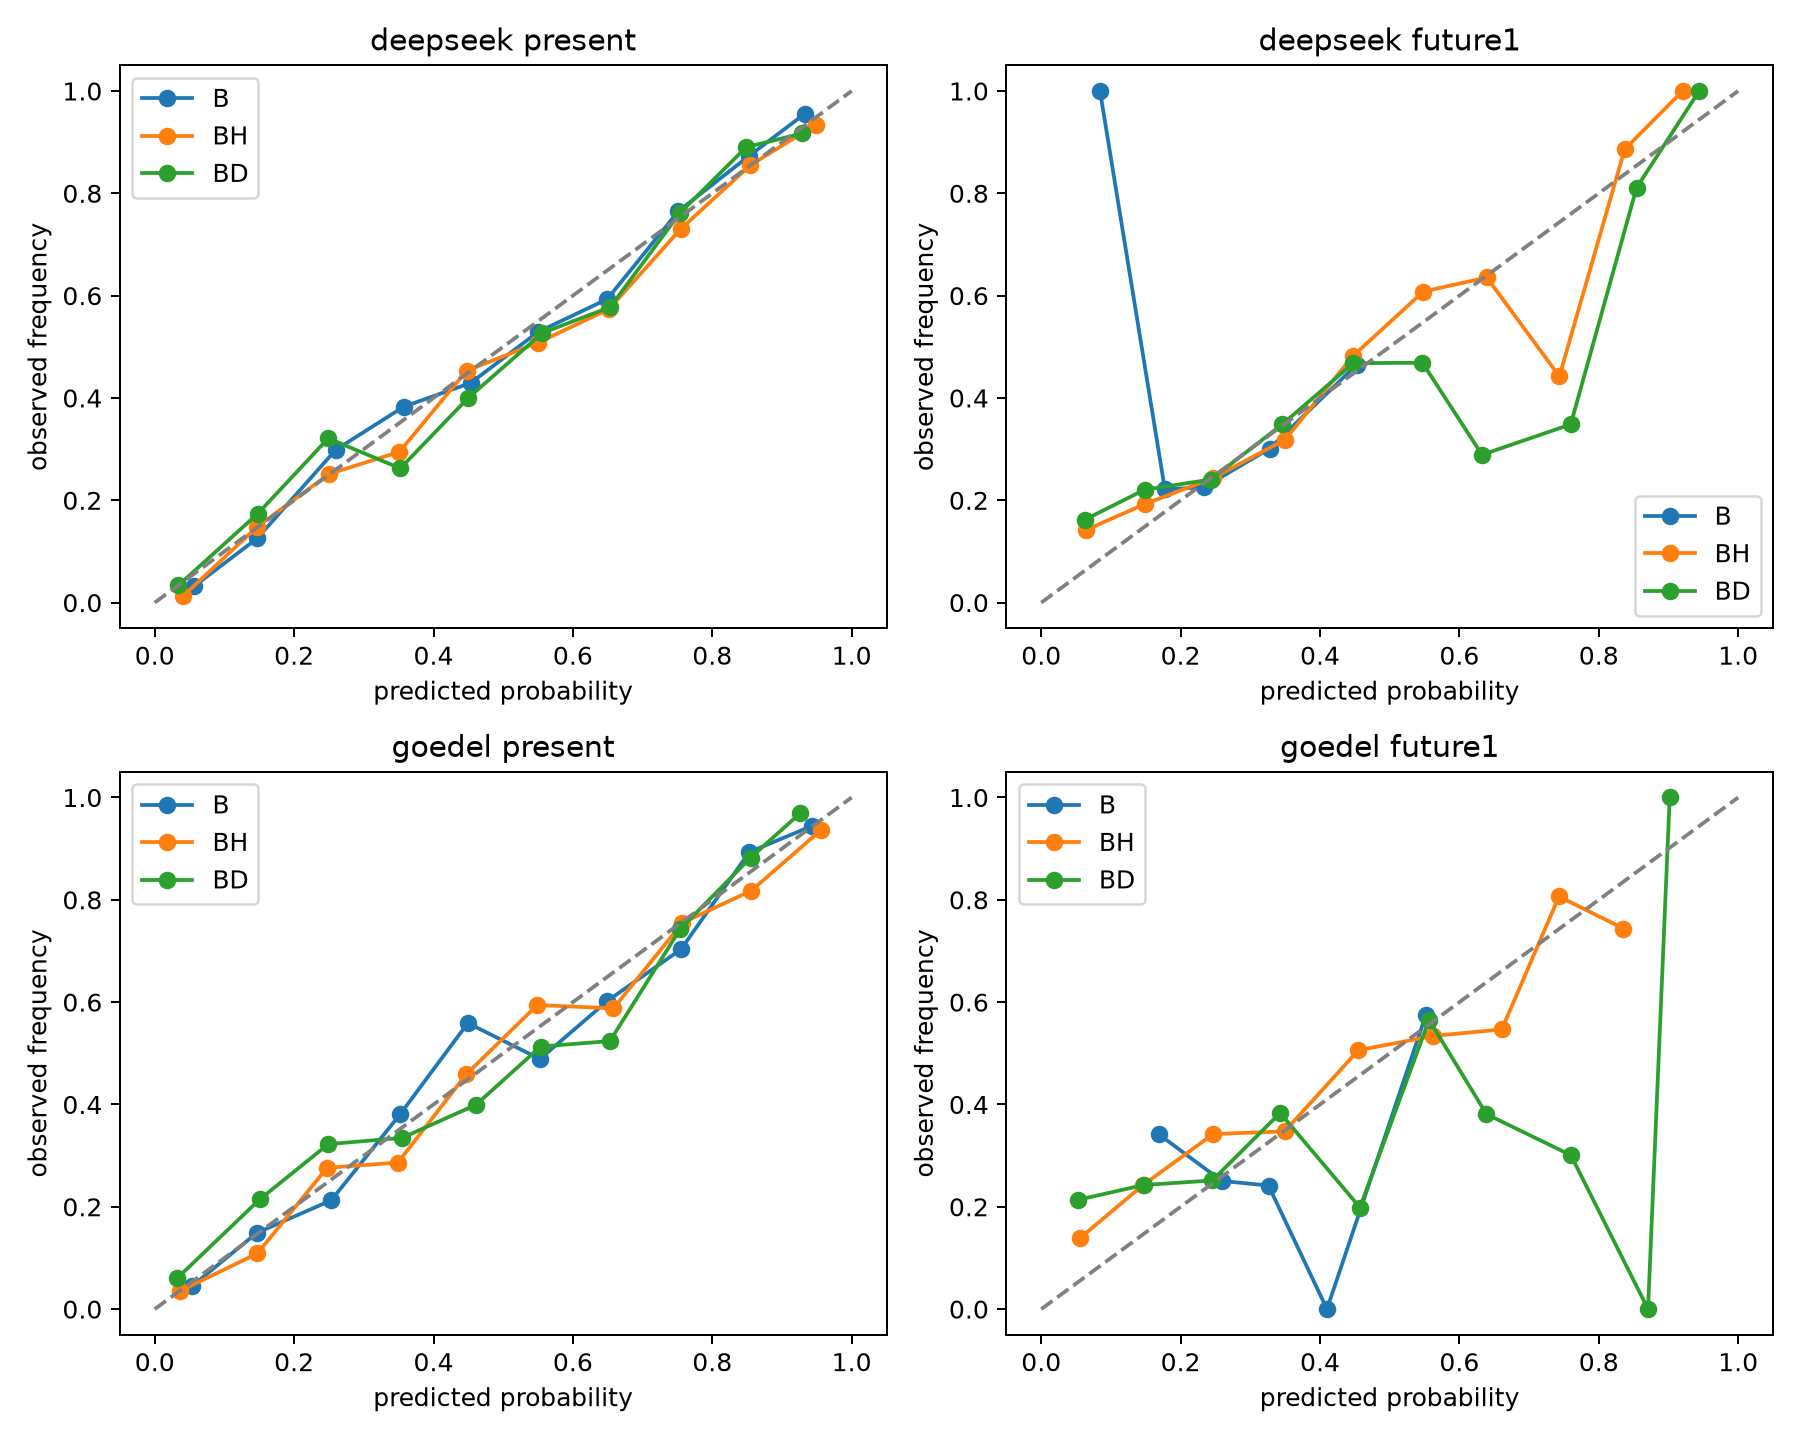 deepseek present
B
BH
BD
1.0
0.8
0.6
0.4
0.2
0.0
observed frequency
0.0 0.2 0.4 0.6 0.8 1.0
predicted probability
deepseek future1
1.0
0.8
0.6
0.4
0.2
0.0
observed frequency
B
BH
BD
0.0 0.2 0.4 0.6 0.8 1.0
predicted probability
goedel present
B
BH
BD
1.0
0.8
0.6
0.4
0.2
0.0
observed frequency
0.0 0.2 0.4 0.6 0.8 1.0
predicted probability
goedel future1
B
BH
BD
1.0
0.8
0.6
0.4
0.2
0.0
observed frequency
0.0 0.2 0.4 0.6 0.8 1.0
predicted probability